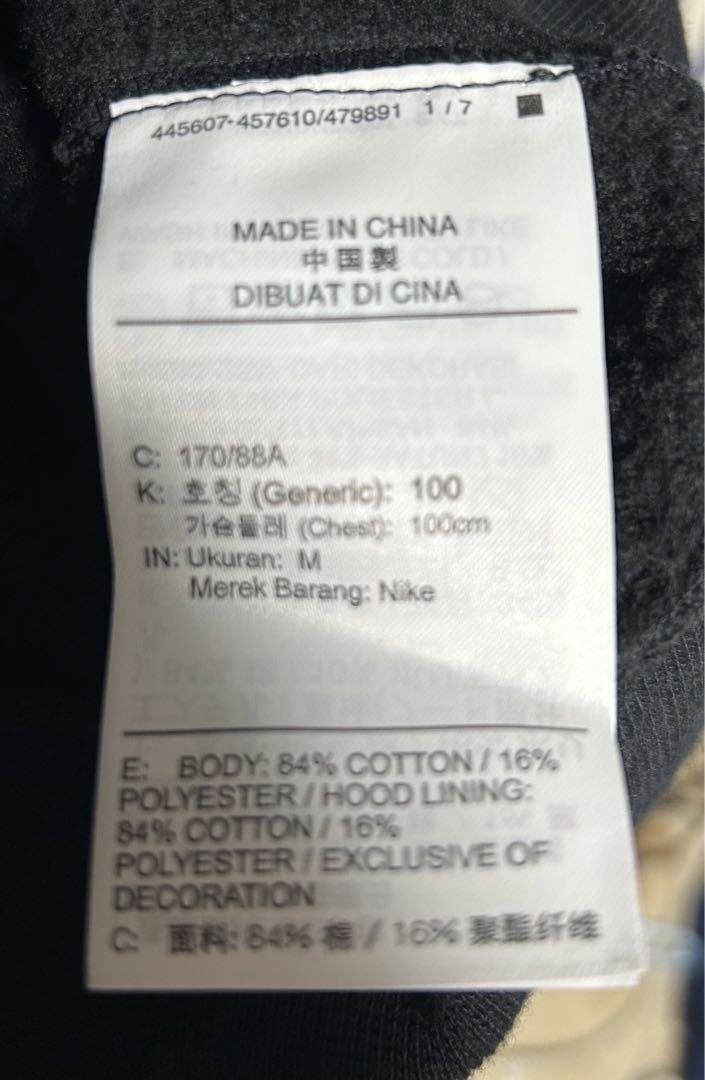 445607-457610/479891 1 / 7
MADE IN CHINA
中国製
DIBUAT DI CINA
C: 170/88A
K: 호칭 (Generic): 100
가슴둘레 (Chest): 100cm
IN: Ukuran: M
Merek Barang: Nike
E: BODY: 84% COTTON / 16%
POLYESTER / HOOD LINING:
84% COTTON / 16%
POLYESTER / EXCLUSIVE OF
DECORATION
C: 面料: 84% 棉 / 16% 聚酯纤维